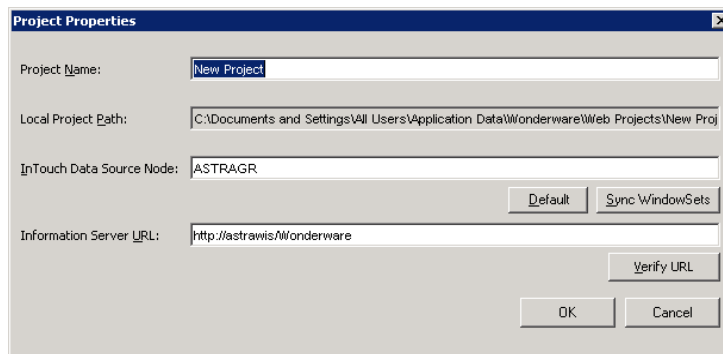 Project Properties
Project Name: New Project
Local Project Path: C:\Documents and Settings\All Users\Application Data\Wonderware\Web Projects\New Proj
InTouch Data Source Node: ASTRAGR
Default Sync WindowSets
Information Server URL: http://astrawis/Wonderware
Verify URL
OK Cancel